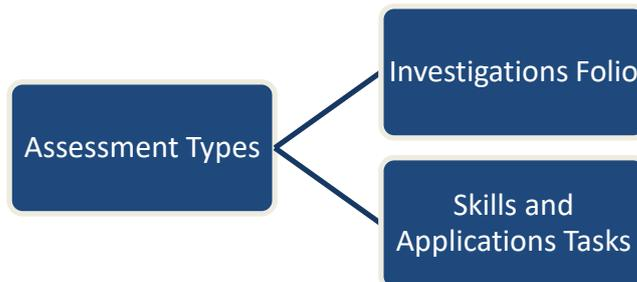 Assessment Types
Investigations Folio
Skills and
Applications Tasks